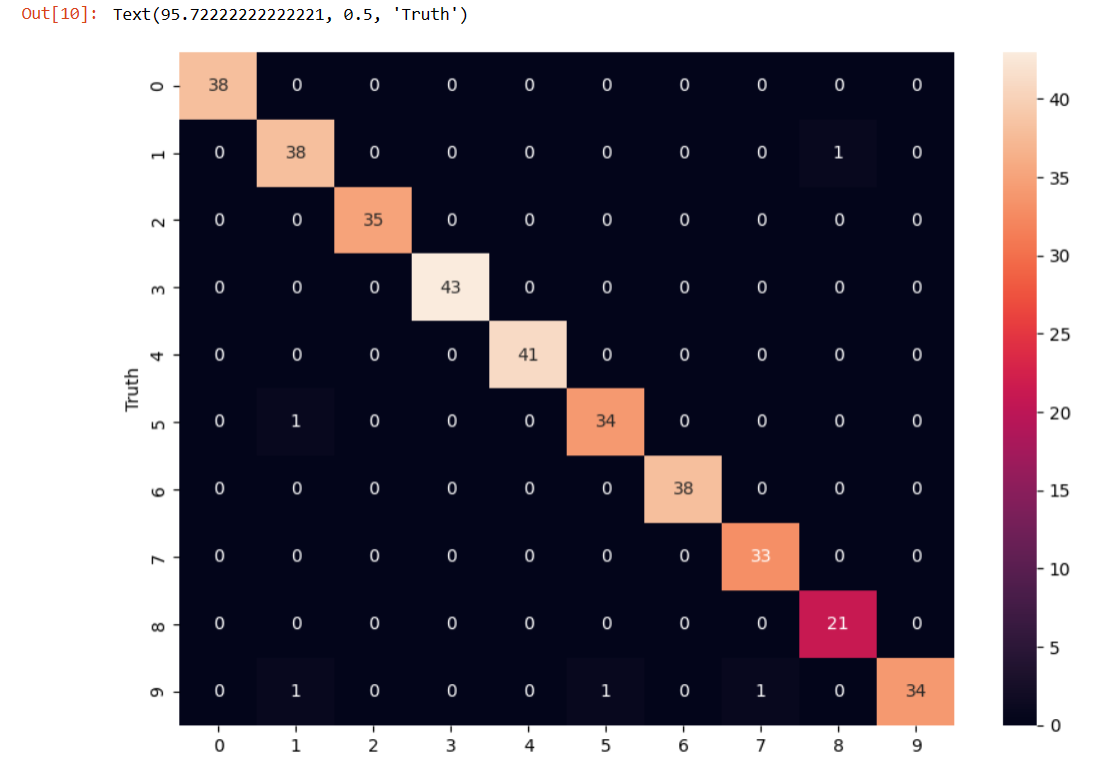 Out[10]: Text(95.72222222222221, 0.5, 'Truth')
0 38 0 0 0 0 0 0 0 0 0
40
1 0 38 0 0 0 0 0 0 1 0
35
2 0 0 35 0 0 0 0 0 0 0
30
3 0 0 0 43 0 0 0 0 0 0
25
4 0 0 0 0 41 0 0 0 0 0
Truth
20
5 0 1 0 0 0 34 0 0 0 0
15
6 0 0 0 0 0 0 38 0 0 0
10
7 0 0 0 0 0 0 0 33 0 0
8 0 0 0 0 0 0 0 0 21 0
5
9 0 1 0 0 0 1 0 1 0 34
0
0 1 2 3 4 5 6 7 8 9